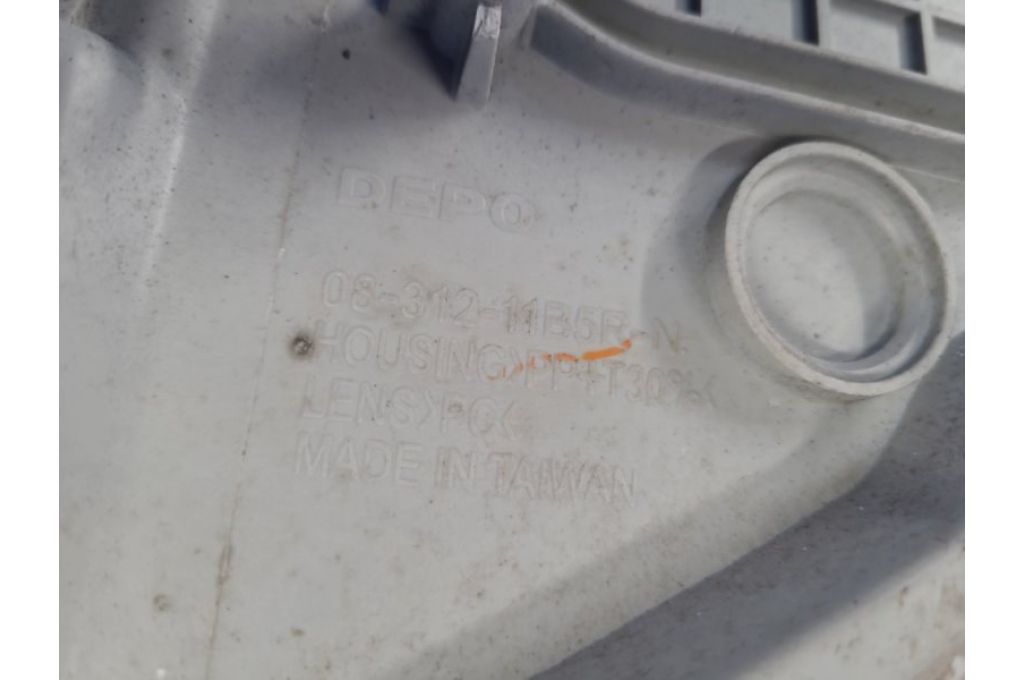 DEPO
08-312-11B5R-N.
HOUSING>PP+T30%<
LENS>PC<
MADE IN TAIWAN